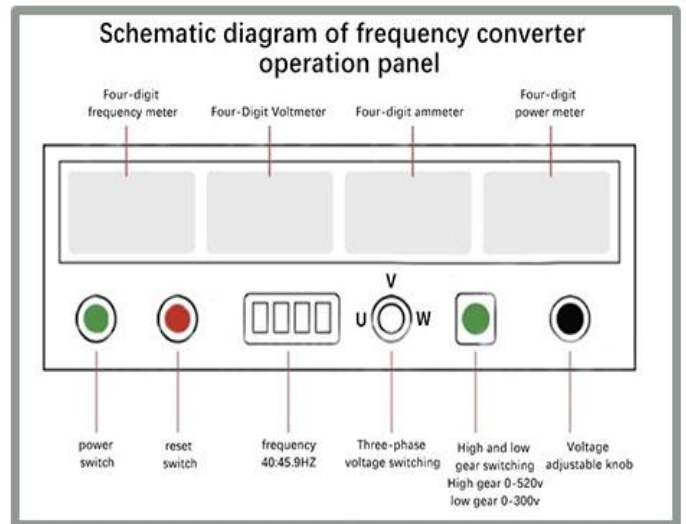 Schematic diagram of frequency converter
operation panel
Four-digit
frequency meter
Four-Digit Voltmeter
Four-digit ammeter
Four-digit
power meter
V
U
W
power
switch
reset
switch
frequency
40:45.9HZ
Three-phase
voltage switching
High and low
gear switching
High gear 0-520v
low gear 0-300v
Voltage
adjustable knob